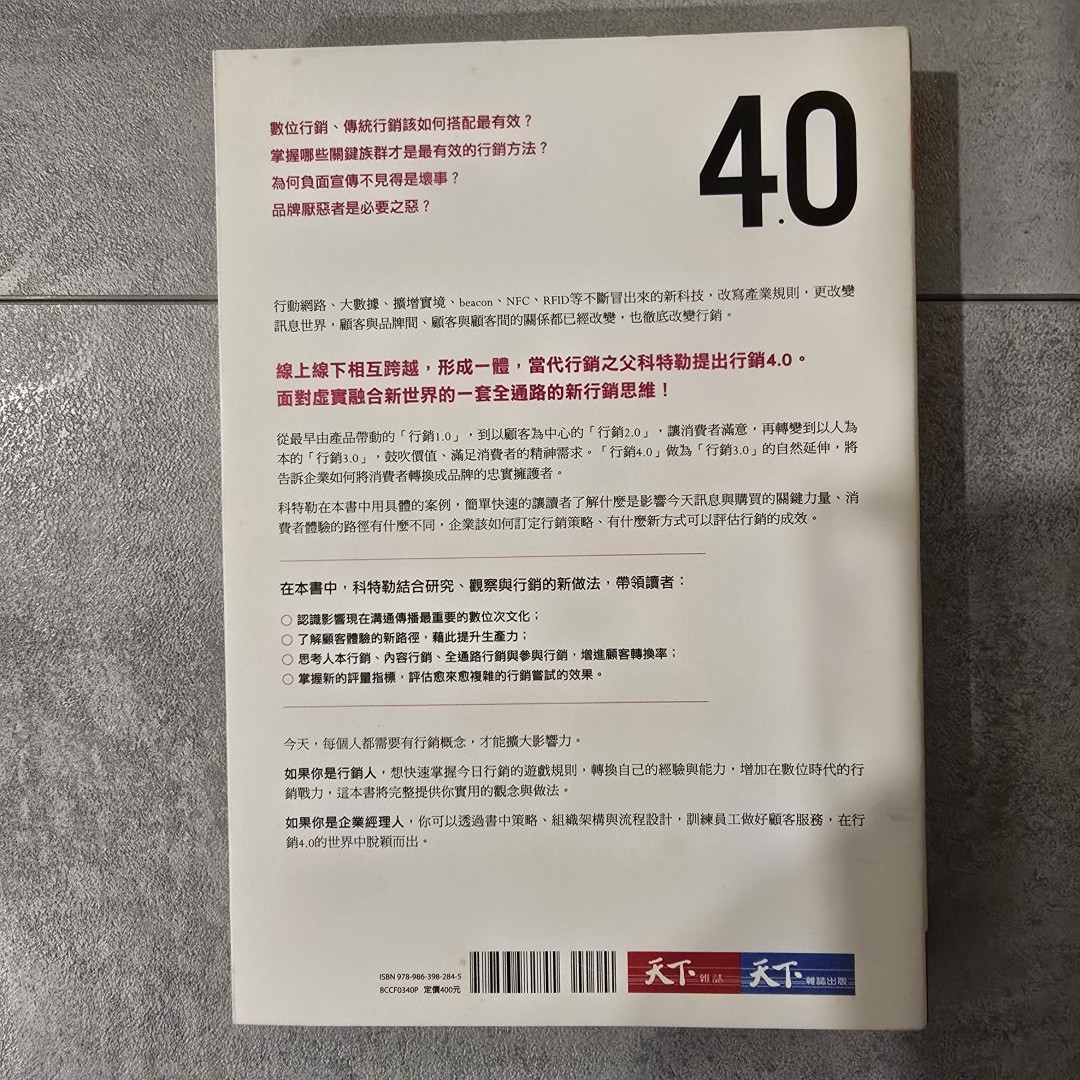 4.0
數位行銷、傳統行銷該如何搭配最有效？
掌握哪些關鍵族群才是最有效的行銷方法？
為何負面宣傳不見得是壞事？
品牌厭惡者是必要之惡？
行動網路、大數據、擴增實境、beacon、NFC、RFID等不斷冒出來的新科技，改寫產業規則，更改變
訊息世界，顧客與品牌間、顧客與顧客間的關係都已經改變，也徹底改變行銷。
線上線下相互跨越，形成一體，當代行銷之父科特勒提出行銷4.0。
面對虛實融合新世界的一套全通路的新行銷思維！
從最早由產品帶動的「行銷1.0」，到以顧客為中心的「行銷2.0」，讓消費者滿意，再轉變到以人為
本的「行銷3.0」，鼓吹價值、滿足消費者的精神需求。「行銷4.0」做為「行銷3.0」的自然延伸，將
告訴企業如何將消費者轉換成品牌的忠實擁護者。
科特勒在本書中用具體的案例，簡單快速的讓讀者了解什麼是影響今天訊息與購買的關鍵力量、消
費者體驗的路徑有什麼不同，企業該如何訂定行銷策略、有什麼新方式可以評估行銷的成效。
在本書中，科特勒結合研究、觀察與行銷的新做法，帶領讀者：
○ 認識影響現在溝通傳播最重要的數位次文化；
○ 了解顧客體驗的新路徑，藉此提升生產力；
○ 思考人本行銷、內容行銷、全通路行銷與參與行銷，增進顧客轉換率；
○ 掌握新的評量指標，評估愈來愈複雜的行銷嘗試的效果。
今天，每個人都需要有行銷概念，才能擴大影響力。
如果你是行銷人，想快速掌握今日行銷的遊戲規則，轉換自己的經驗與能力，增加在數位時代的行
銷戰力，這本書將完整提供你實用的觀念與做法。
如果你是企業經理人，你可以透過書中策略、組織架構與流程設計，訓練員工做好顧客服務，在行
銷4.0的世界中脫穎而出。
ISBN 978-986-398-284-5
BCCF0340P 定價400元
天下雜誌 天下雜誌出版